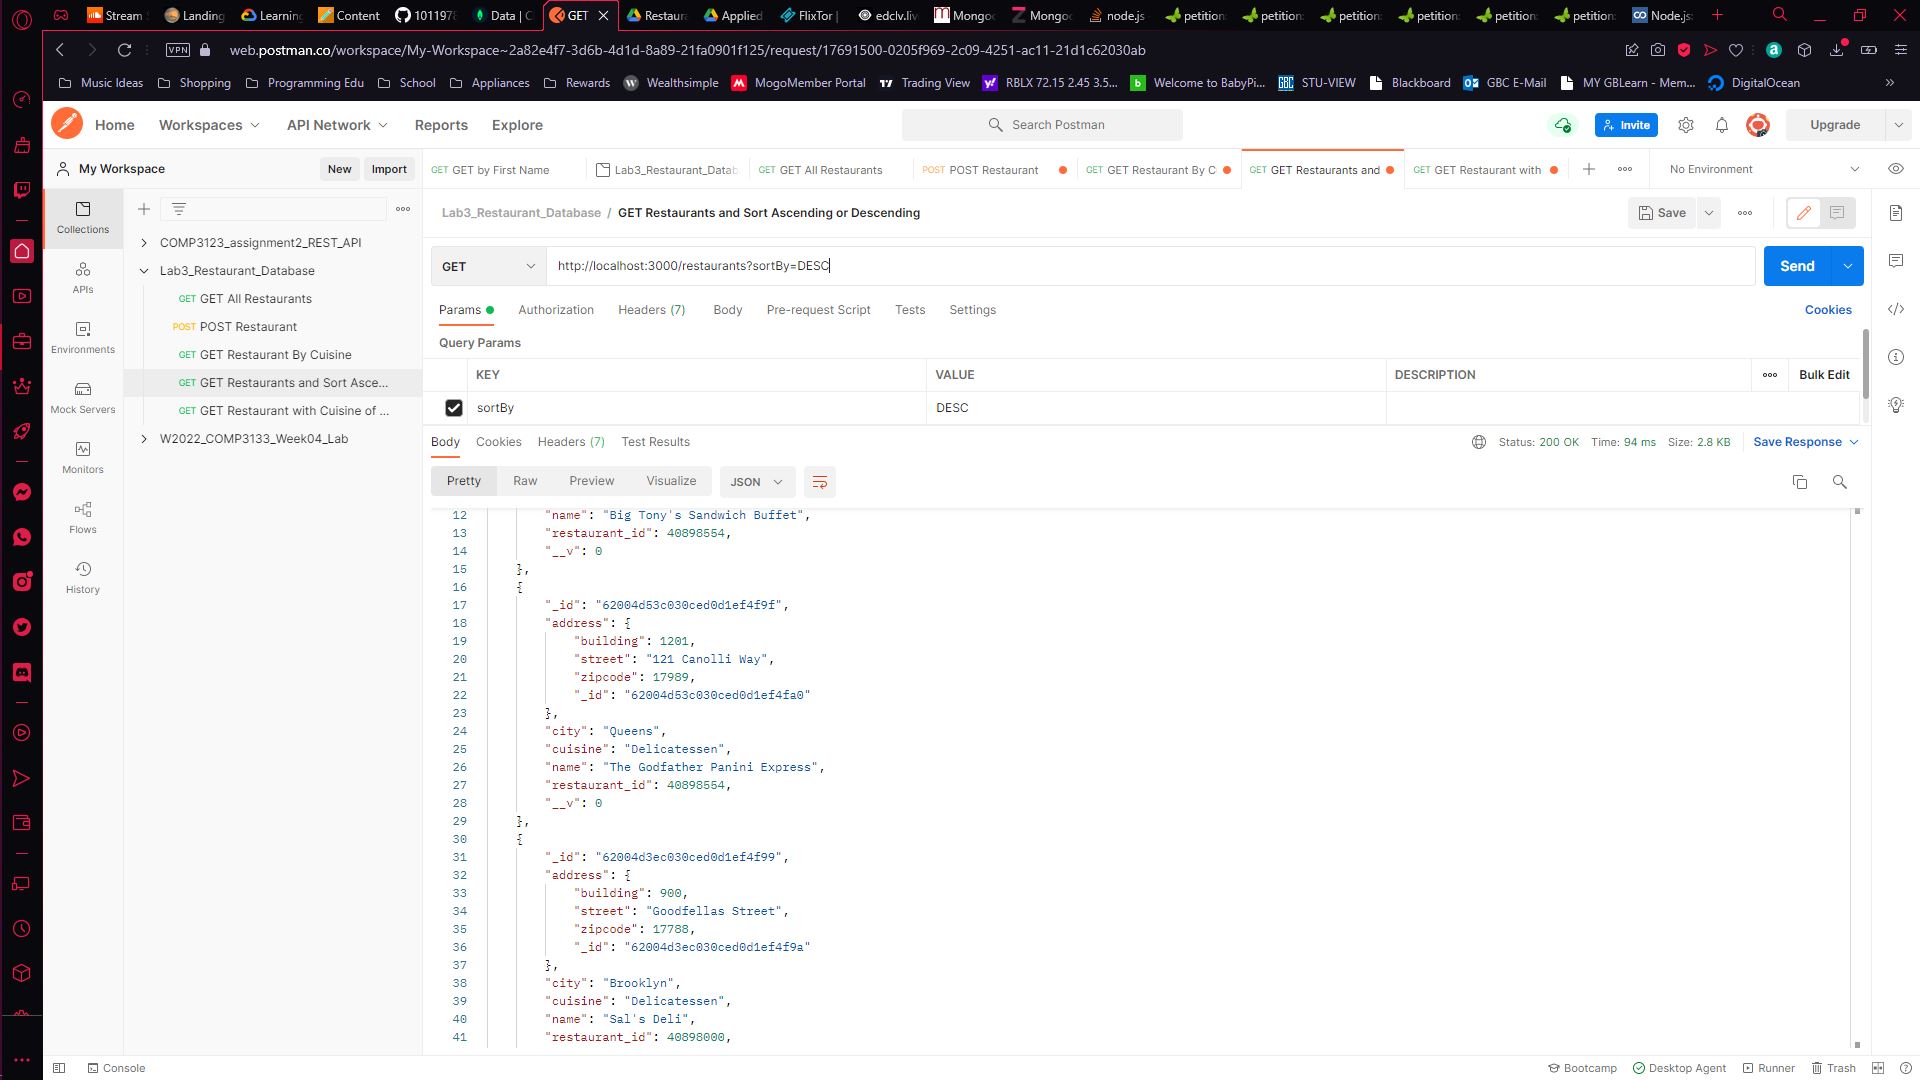 Stream
Landing
Learning
Content
1011978
Data | C
GET
Restaura
Applied
FlixTor |
edclv.liv
Mongo
Mongo
node.js
petition
petition
petition
petition
petition
petition
Node.js
VPN
web.postman.co/workspace/My-Workspace~2a82e4f7-3d6b-4d1d-8a89-21fa0901f125/request/17691500-0205f969-2c09-4251-ac11-21d1c62030ab
Music Ideas
Shopping
Programming Edu
School
Appliances
Rewards
Wealthsimple
MogoMember Portal
Trading View
RBLX 72.15 2.45 3.5...
Welcome to BabyPi...
STU-VIEW
Blackboard
GBC E-Mail
MY GBLearn - Mem...
DigitalOcean
Home
Workspaces
API Network
Reports
Explore
Search Postman
Invite
Upgrade
My Workspace
New
Import
GET GET by First Name
Lab3_Restaurant_Datab
GET GET All Restaurants
POST POST Restaurant
GET GET Restaurant By C
GET GET Restaurants and
GET GET Restaurant with
No Environment
Collections
APIs
Environments
Mock Servers
Monitors
Flows
History
COMP3123_assignment2_REST_API
Lab3_Restaurant_Database
GET GET All Restaurants
POST POST Restaurant
GET GET Restaurant By Cuisine
GET GET Restaurants and Sort Asce...
GET GET Restaurant with Cuisine of ...
W2022_COMP3133_Week04_Lab
Lab3_Restaurant_Database / GET Restaurants and Sort Ascending or Descending
Save
GET
http://localhost:3000/restaurants?sortBy=DESC
Send
Params
Authorization
Headers (7)
Body
Pre-request Script
Tests
Settings
Cookies
Query Params
KEY
VALUE
DESCRIPTION
Bulk Edit
sortBy
DESC
Body
Cookies
Headers (7)
Test Results
Status: 200 OK
Time: 94 ms
Size: 2.8 KB
Save Response
Pretty
Raw
Preview
Visualize
JSON
12 "name": "Big Tony's Sandwich Buffet",
13 "restaurant_id": 40898554,
14 "__v": 0
15 },
16 {
17 "_id": "62004d53c030ced0d1ef4f9f",
18 "address": {
19 "building": 1201,
20 "street": "121 Canolli Way",
21 "zipcode": 17989,
22 "_id": "62004d53c030ced0d1ef4fa0"
23 },
24 "city": "Queens",
25 "cuisine": "Delicatessen",
26 "name": "The Godfather Panini Express",
27 "restaurant_id": 40898554,
28 "__v": 0
29 },
30 {
31 "_id": "62004d3ec030ced0d1ef4f99",
32 "address": {
33 "building": 900,
34 "street": "Goodfellas Street",
35 "zipcode": 17788,
36 "_id": "62004d3ec030ced0d1ef4f9a"
37 },
38 "city": "Brooklyn",
39 "cuisine": "Delicatessen",
40 "name": "Sal's Deli",
41 "restaurant_id": 40898000,
Console
Bootcamp
Desktop Agent
Runner
Trash